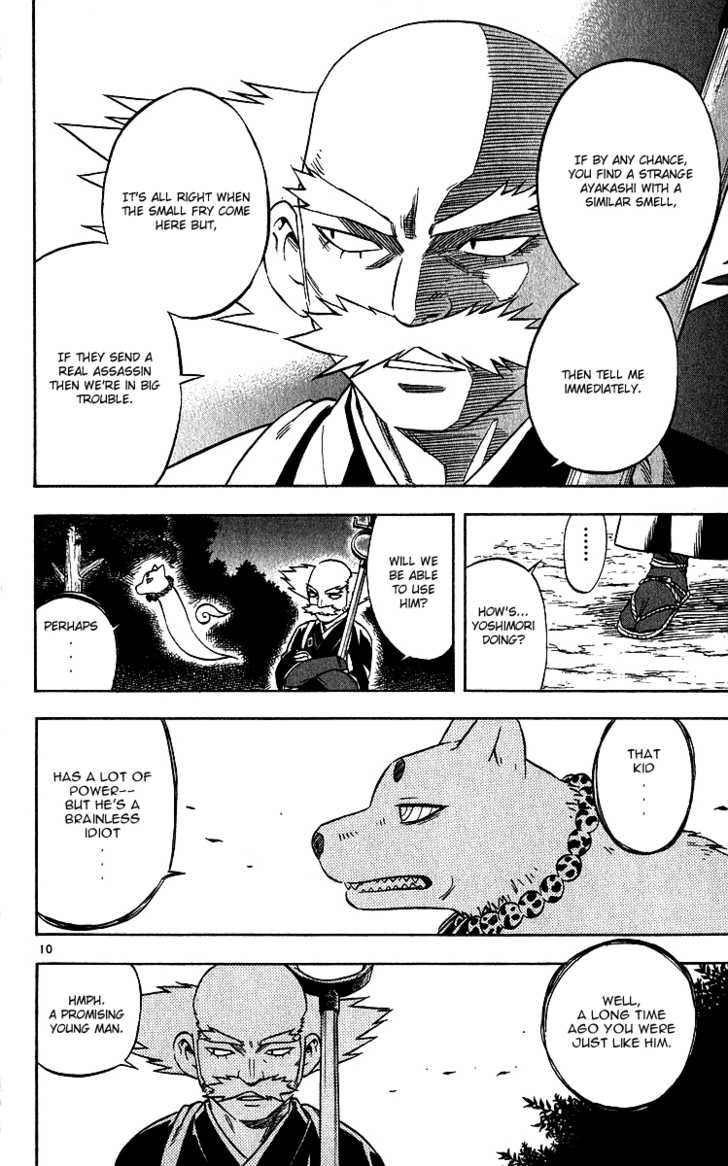 IF BY ANY CHANCE,
YOU FIND A STRANGE
AYAKASHI WITH A
SIMILAR SMELL,
THEN TELL ME
IMMEDIATELY.
IT'S ALL RIGHT WHEN
THE SMALL FRY COME
HERE BUT,
IF THEY SEND A
REAL ASSASSIN
THEN WE'RE IN BIG
TROUBLE.
......
HOW'S...
YOSHIMORI
DOING?
WILL WE
BE ABLE
TO USE
HIM?
PERHAPS
...
THAT
KID
...
HAS A LOT OF
POWER--
BUT HE'S A
BRAINLESS
IDIOT
...
10
WELL,
A LONG TIME
AGO YOU WERE
JUST LIKE HIM.
HMPH.
A PROMISING
YOUNG MAN.